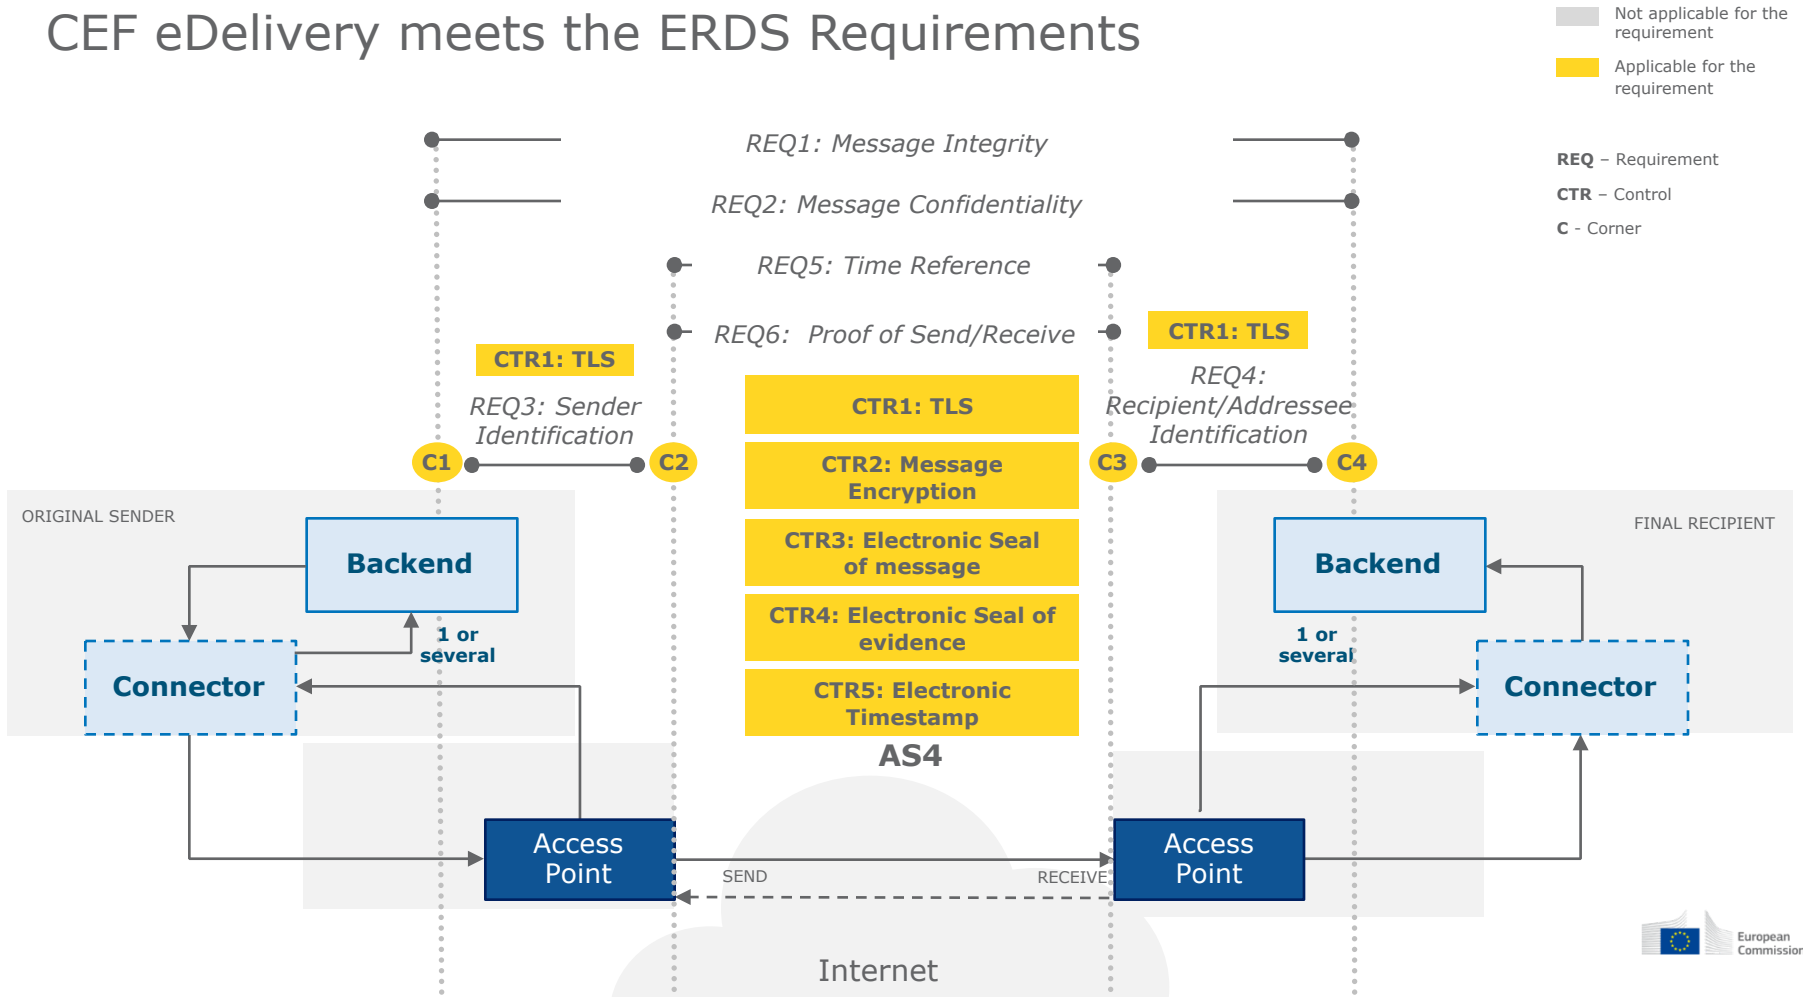 CEF eDelivery meets the ERDS Requirements
Not applicable for the
requirement
Applicable for the
requirement
REQ – Requirement
CTR – Control
C - Corner
REQ1: Message Integrity
REQ2: Message Confidentiality
REQ5: Time Reference
REQ6: Proof of Send/Receive
CTR1: TLS
REQ3: Sender
Identification
CTR1: TLS
REQ4:
Recipient/Addressee
Identification
CTR1: TLS
CTR2: Message
Encryption
CTR3: Electronic Seal
of message
CTR4: Electronic Seal of
evidence
CTR5: Electronic
Timestamp
AS4
C1
C2
C3
C4
ORIGINAL SENDER
Backend
1 or
several
Connector
Access
Point
FINAL RECIPIENT
Backend
1 or
several
Connector
Access
Point
SEND
RECEIVE
Internet
European
Commission